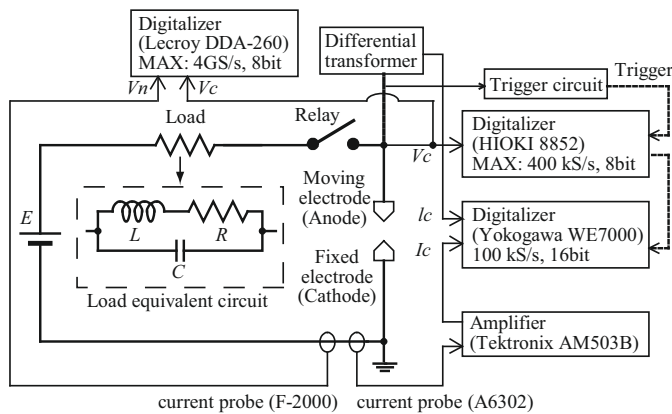 Digitalizer
(Lecroy DDA-260)
MAX: 4GS/s, 8bit
Differential
transformer
Trigger circuit
Trigger
Vn
Vc
Load
Relay
Digitalizer
(HIOKI 8852)
MAX: 400 kS/s, 8bit
Vc
Moving
electrode
(Anode)
E
L
R
C
Load equivalent circuit
Fixed
electrode
(Cathode)
lc
Ic
Digitalizer
(Yokogawa WE7000)
100 kS/s, 16bit
Amplifier
(Tektronix AM503B)
current probe (F-2000)
current probe (A6302)